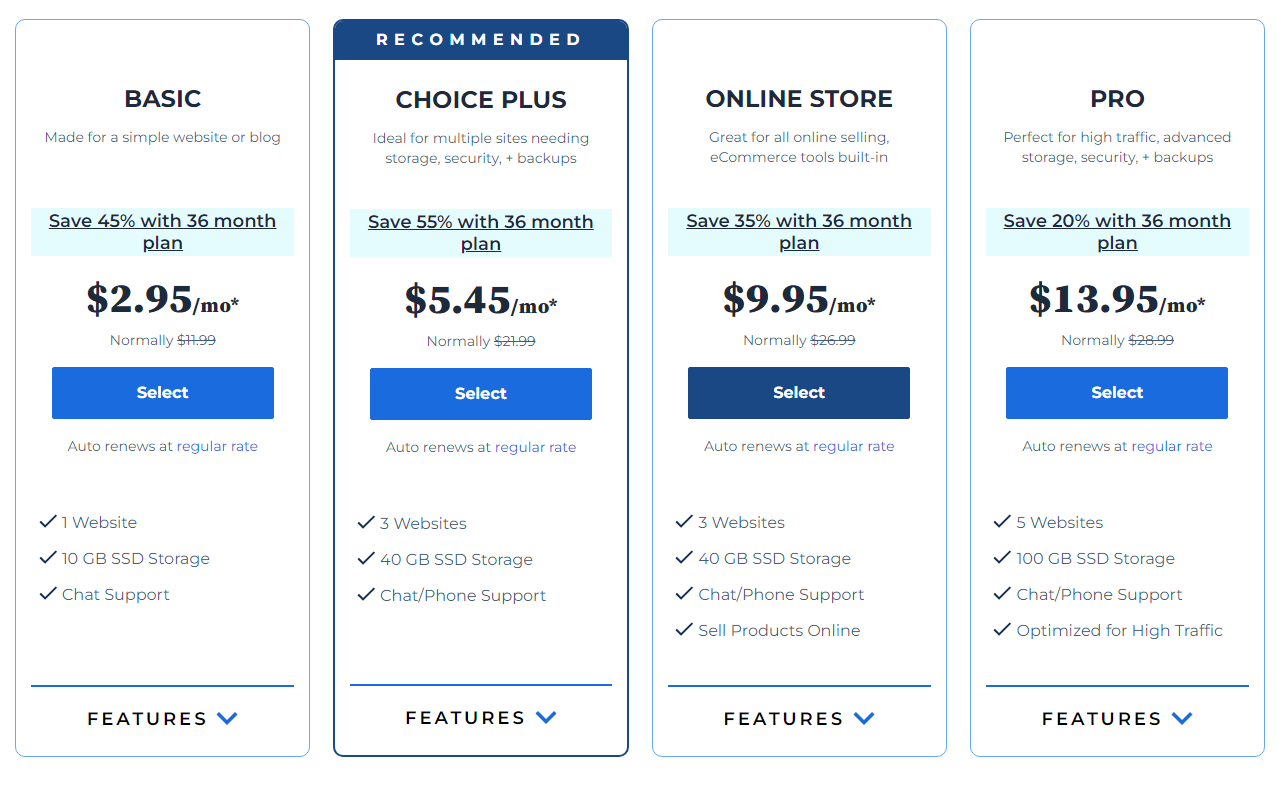 BASIC
Made for a simple website or blog
Save 45% with 36 month
plan
$2.95/mo*
Normally $11.99
Select
Auto renews at regular rate
1 Website
10 GB SSD Storage
Chat Support
FEATURES
RECOMMENDED
CHOICE PLUS
Ideal for multiple sites needing
storage, security, + backups
Save 55% with 36 month
plan
$5.45/mo*
Normally $21.99
Select
Auto renews at regular rate
3 Websites
40 GB SSD Storage
Chat/Phone Support
FEATURES
ONLINE STORE
Great for all online selling,
eCommerce tools built-in
Save 35% with 36 month
plan
$9.95/mo*
Normally $26.99
Select
Auto renews at regular rate
3 Websites
40 GB SSD Storage
Chat/Phone Support
Sell Products Online
FEATURES
PRO
Perfect for high traffic, advanced
storage, security, + backups
Save 20% with 36 month
plan
$13.95/mo*
Normally $28.99
Select
Auto renews at regular rate
5 Websites
100 GB SSD Storage
Chat/Phone Support
Optimized for High Traffic
FEATURES